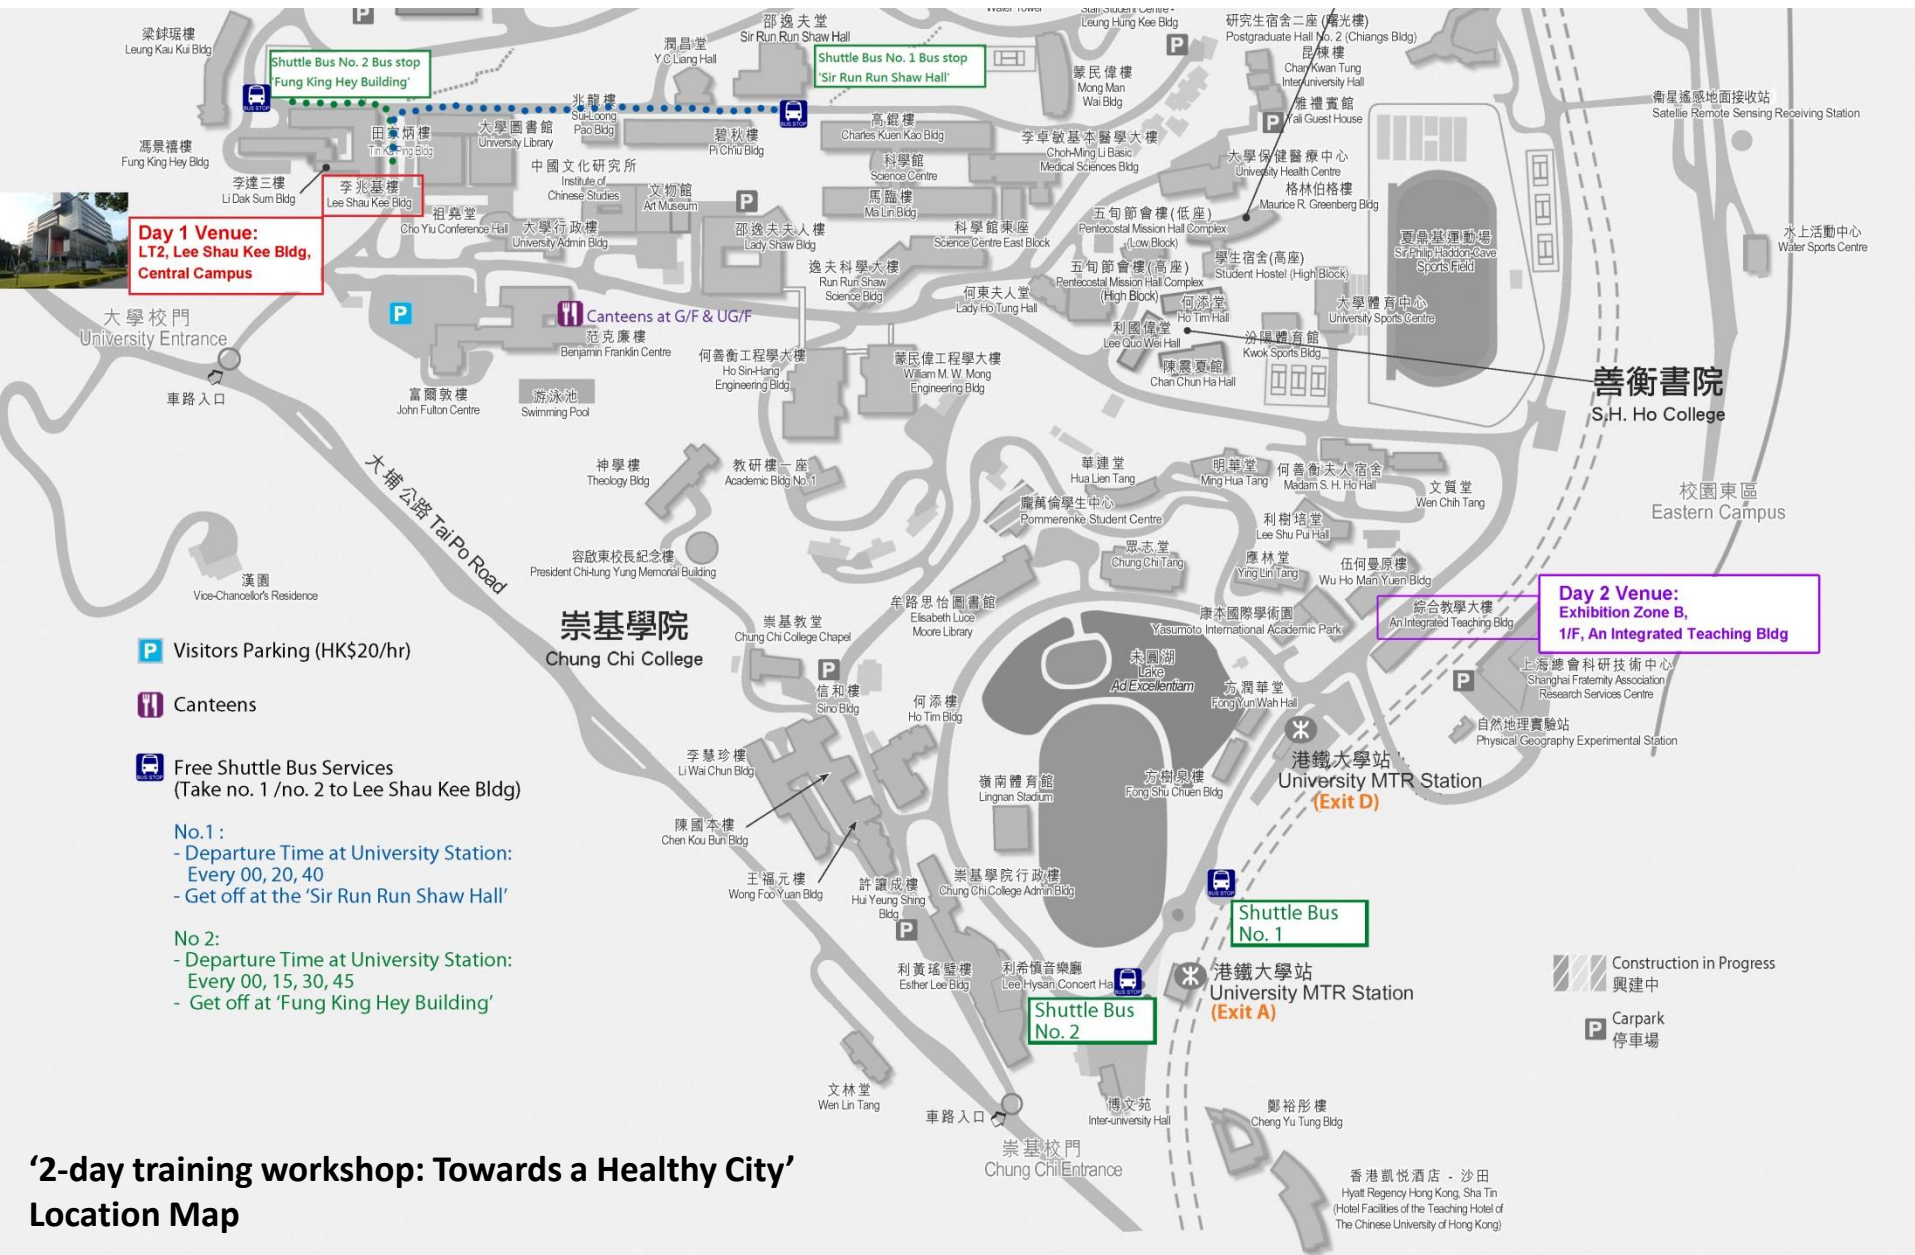 梁銶琚樓
Leung Kau Kui Bldg
Shuttle Bus No. 2 Bus stop
'Fung King Hey Building'
BUS STOP
潤昌堂
Y C Liang Hall
邵逸夫堂
Sir Run Run Shaw Hall
Shuttle Bus No. 1 Bus stop
'Sir Run Run Shaw Hall'
BUS STOP
Leung Hung Kee Bldg
P
P
研究生宿舍二座 (曙光樓)
Postgraduate Hall No. 2 (Chiangs Bldg)
昆棟樓
Chan Kwan Tung
Inter-university Hall
蒙民偉樓
Mong Man
Wai Bldg
雅禮賓館
Yali Guest House
P
衞星遙感地面接收站
Satellie Remote Sensing Receiving Station
馮景禧樓
Fung King Hey Bldg
田家炳樓
Tin Ka Ping Bldg
大學圖書館
University Library
兆龍樓
Sui-Loong
Pao Bldg
碧秋樓
Pi Ch'iu Bldg
高錕樓
Charles Kuen Kao Bldg
李卓敏基本醫學大樓
Choh-Ming Li Basic
Medical Sciences Bldg
大學保健醫療中心
University Health Centre
李達三樓
Li Dak Sum Bldg
李兆基樓
Lee Shau Kee Bldg
中國文化研究所
Institute of
Chinese Studies
文物館
Art Museum
P
科學館
Science Centre
馬臨樓
Ma Lin Bldg
格林伯格樓
Maurice R. Greenberg Bldg
Day 1 Venue:
LT2, Lee Shau Kee Bldg,
Central Campus
祖堯堂
Cho Yiu Conference Hall
大學行政樓
University Admin Bldg
邵逸夫夫人樓
Lady Shaw Bldg
科學館東座
Science Centre East Block
五旬節會樓(低座)
Pentecostal Mission Hall Complex
(Low Block)
夏鼎基運動場
Sir Philip Haddon-Cave
Sports Field
水上活動中心
Water Sports Centre
逸夫科學大樓
Run Run Shaw
Science Bldg
五旬節會樓(高座)
Pentecostal Mission Hall Complex
(High Block)
學生宿舍(高座)
Student Hostel (High Block)
何東夫人堂
Lady Ho Tung Hall
何添堂
Ho Tim Hall
大學體育中心
University Sports Centre
大學校門
University Entrance
P
Canteens at G/F & UG/F
范克廉樓
Benjamin Franklin Centre
利國偉堂
Lee Quo Wei Hall
汾陽體育館
Kwok Sports Bldg
車路入口
富爾敦樓
John Fulton Centre
游泳池
Swimming Pool
何善衡工程學大樓
Ho Sin-Hang
Engineering Bldg
蒙民偉工程學大樓
William M. W. Mong
Engineering Bldg
陳震夏館
Chan Chun Ha Hall
善衡書院
S.H. Ho College
大埔公路 Tai Po Road
神學樓
Theology Bldg
教研樓一座
Academic Bldg No. 1
華連堂
Hua Lien Tang
明華堂
Ming Hua Tang
何善衡夫人宿舍
Madam S. H. Ho Hall
文質堂
Wen Chih Tang
校園東區
Eastern Campus
龐萬倫學生中心
Pommerenke Student Centre
利樹培堂
Lee Shu Pui Hall
漢園
Vice-Chancellor's Residence
容啟東校長紀念樓
President Chi-tung Yung Memorial Building
眾志堂
Chung Chi Tang
應林堂
Ying Lin Tang
伍何曼原樓
Wu Ho Man Yuen Bldg
牟路思怡圖書館
Elisabeth Luce
Moore Library
康本國際學術園
Yasumoto International Academic Park
綜合教學大樓
An Integrated Teaching Bldg
Day 2 Venue:
Exhibition Zone B,
1/F, An Integrated Teaching Bldg
崇基學院
Chung Chi College
崇基教堂
Chung Chi College Chapel
P
Visitors Parking (HK$20/hr)
未圓湖
Lake
Ad Excellentiam
上海總會科研技術中心
Shanghai Fraternity Association
Research Services Centre
P
P
信和樓
Sino Bldg
何添樓
Ho Tim Bldg
方潤華堂
Fong Yun Wah Hall
自然地理實驗站
Physical Geography Experimental Station
Canteens
李慧珍樓
Li Wai Chun Bldg
嶺南體育館
Lingnan Stadium
方樹泉樓
Fong Shu Chuen Bldg
港鐵大學站
University MTR Station
(Exit D)
BUS STOP
Free Shuttle Bus Services
(Take no. 1 /no. 2 to Lee Shau Kee Bldg)
No.1 :
- Departure Time at University Station:
Every 00, 20, 40
- Get off at the ‘Sir Run Run Shaw Hall’
No 2:
- Departure Time at University Station:
Every 00, 15, 30, 45
- Get off at ‘Fung King Hey Building’
陳國本樓
Chen Kou Bun Bldg
王福元樓
Wong Foo Yuan Bldg
許讓成樓
Hui Yeung Shing
Bldg
P
崇基學院行政樓
Chung Chi College Admin Bldg
BUS STOP
Shuttle Bus
No. 1
利黃瑤璧樓
Esther Lee Bldg
利希慎音樂廳
Lee Hysan Concert Ha
BUS STOP
Shuttle Bus
No. 2
港鐵大學站
University MTR Station
(Exit A)
Construction in Progress
興建中
P
Carpark
停車場
文林堂
Wen Lin Tang
車路入口
博文苑
Inter-university Hall
鄭裕彤樓
Cheng Yu Tung Bldg
崇基校門
Chung Chi Entrance
香港凱悅酒店 - 沙田
Hyatt Regency Hong Kong, Sha Tin
(Hotel Facilities of the Teaching Hotel of
The Chinese University of Hong Kong)
‘2-day training workshop: Towards a Healthy City’
Location Map